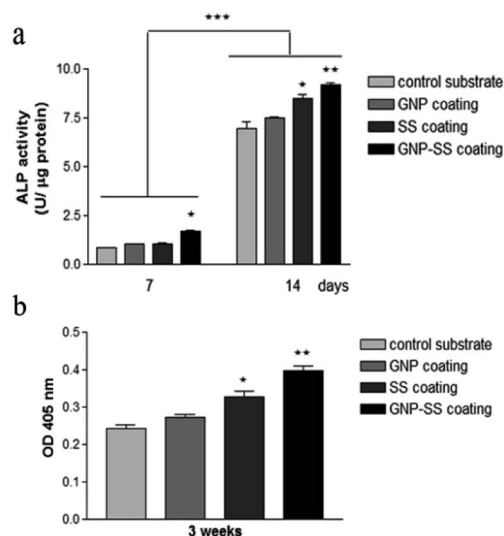 a
***
10.0
7.5
5.0
2.5
0.0
ALP activity
(U/ µg protein)
*
*
**
7
14
days
control substrate
GNP coating
SS coating
GNP-SS coating
b
0.5
0.4
0.3
0.2
0.1
0.0
OD 405 nm
*
**
3 weeks
control substrate
GNP coating
SS coating
GNP-SS coating